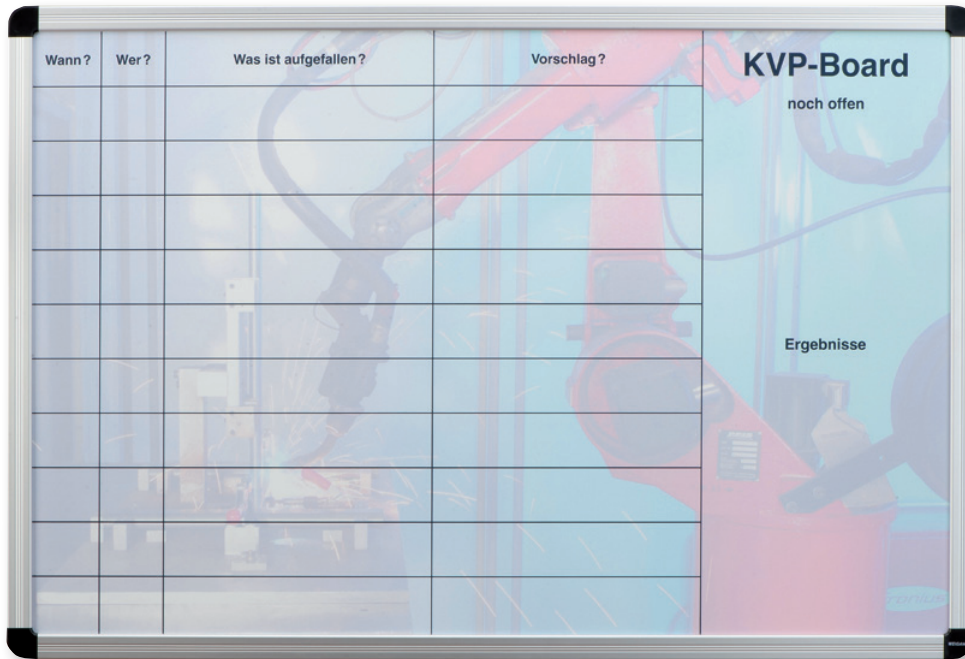 Wann?
Wer?
Was ist aufgefallen?
Vorschlag?
KVP-Board
noch offen
Ergebnisse